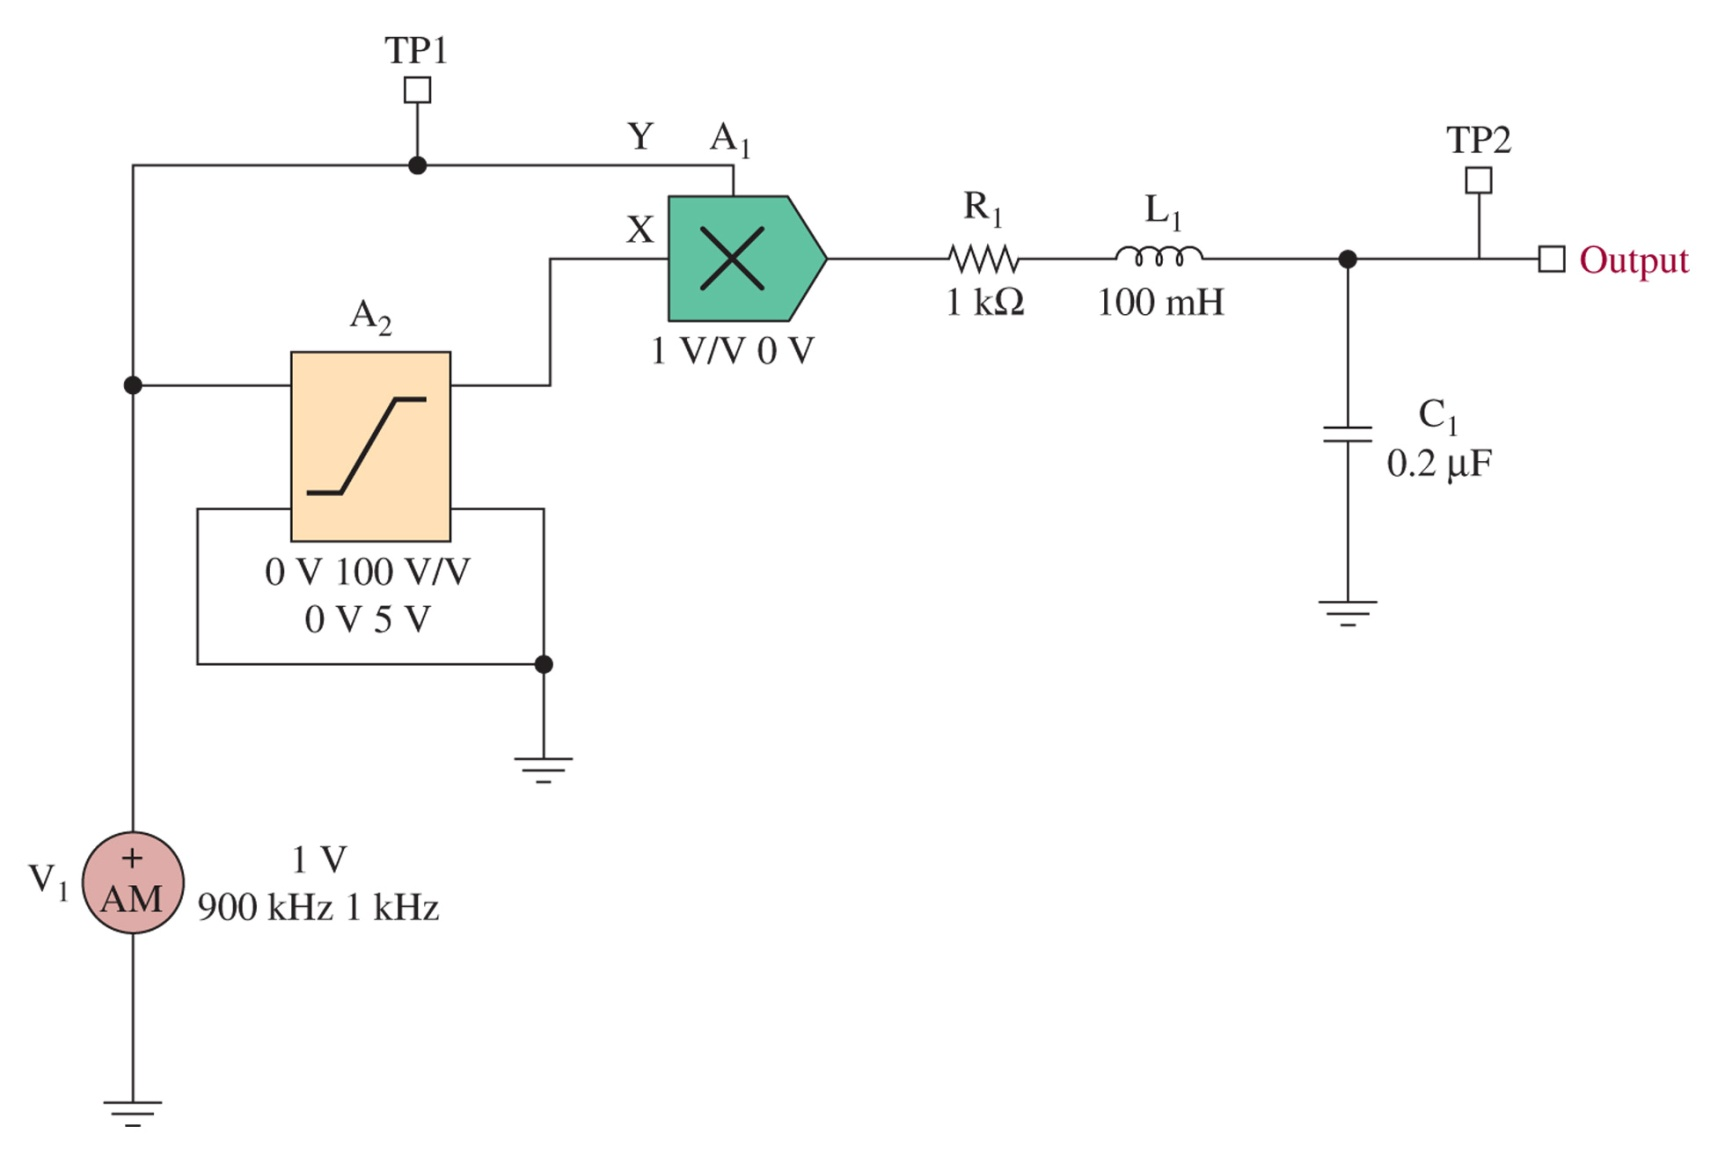 TP1
Y A₁
TP2
X
R₁
L₁
Output
1 kΩ
100 mH
A₂
1 V/V 0 V
C₁
0.2 µF
0 V 100 V/V
0 V 5 V
+
V₁
AM
1 V
900 kHz 1 kHz